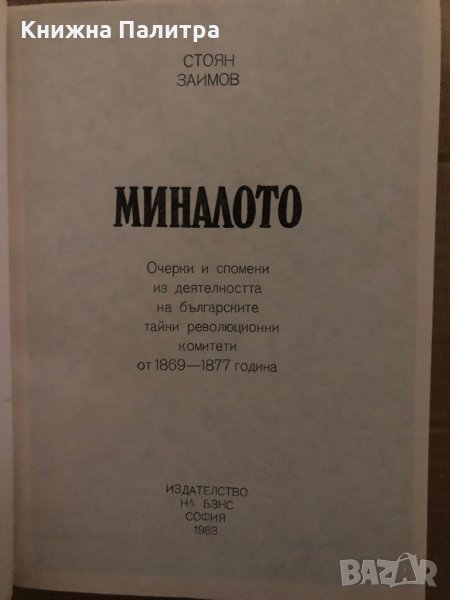 Книжна Палитра
СТОЯН
ЗАИМОВ
МИНАЛОТО
Очерки и спомени
из деятелността
на българските
тайни революционни
комитети
от 1869—1877 година
ИЗДАТЕЛСТВО
НА БЗНС
СОФИЯ
1983
BAZAR